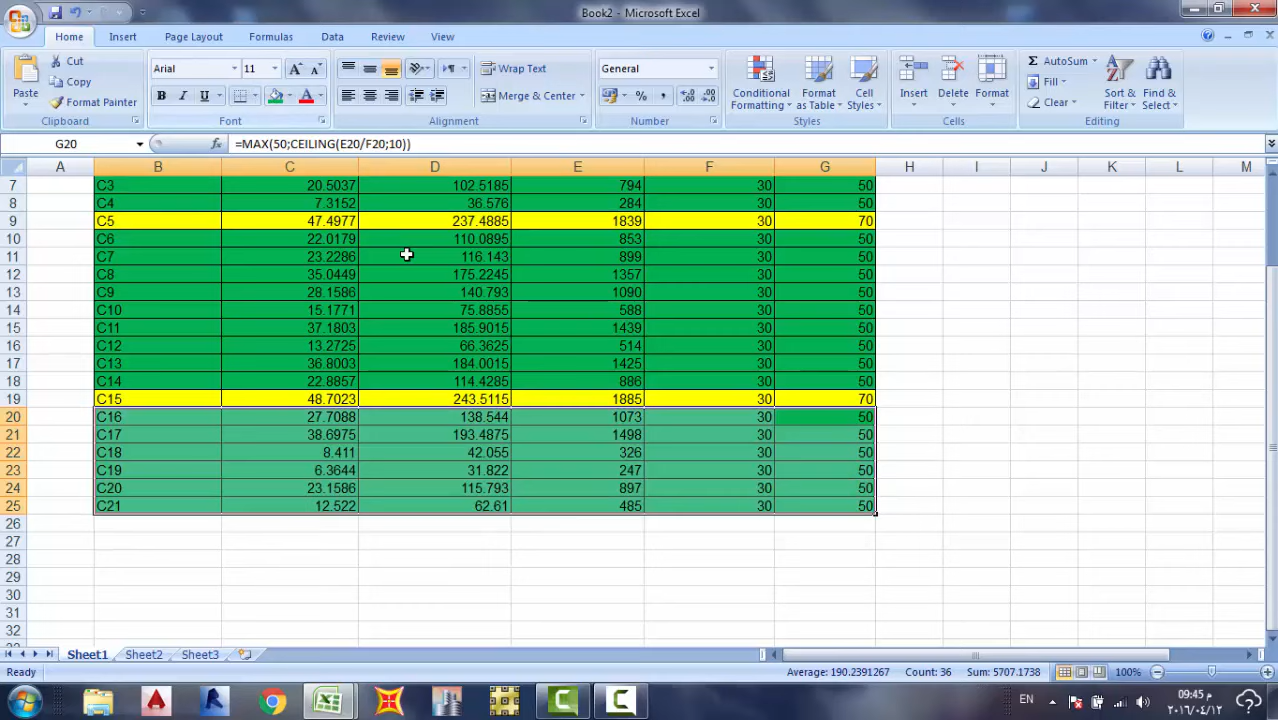 Book2 - Microsoft Excel
Home Insert Page Layout Formulas Data Review View
Paste Cut Copy Format Painter Clipboard
Arial 11 B I U A Font
Wrap Text Merge & Center Alignment
General % Number
Conditional Formatting Format as Table Cell Styles Styles
Insert Delete Format Cells
Σ AutoSum Fill Clear Sort & Filter Find & Select Editing
G20 fx =MAX(50;CEILING(E20/F20;10))
A B C D E F G H I J K L M
7 C3 20.5037 102.5185 794 30 50
8 C4 7.3152 36.576 284 30 50
9 C5 47.4977 237.4885 1839 30 70
10 C6 22.0179 110.0895 853 30 50
11 C7 23.2286 116.143 899 30 50
12 C8 35.0449 175.2245 1357 30 50
13 C9 28.1586 140.793 1090 30 50
14 C10 15.1771 75.8855 588 30 50
15 C11 37.1803 185.9015 1439 30 50
16 C12 13.2725 66.3625 514 30 50
17 C13 36.8003 184.0015 1425 30 50
18 C14 22.8857 114.4285 886 30 50
19 C15 48.7023 243.5115 1885 30 70
20 C16 27.7088 138.544 1073 30 50
21 C17 38.6975 193.4875 1498 30 50
22 C18 8.411 42.055 326 30 50
23 C19 6.3644 31.822 247 30 50
24 C20 23.1586 115.793 897 30 50
25 C21 12.522 62.61 485 30 50
26
27
28
29
30
31
32
Sheet1 Sheet2 Sheet3
Ready Average: 190.2391267 Count: 36 Sum: 5707.1738 100%
EN م 09:45
٢٠١٦/٠٤/١٢